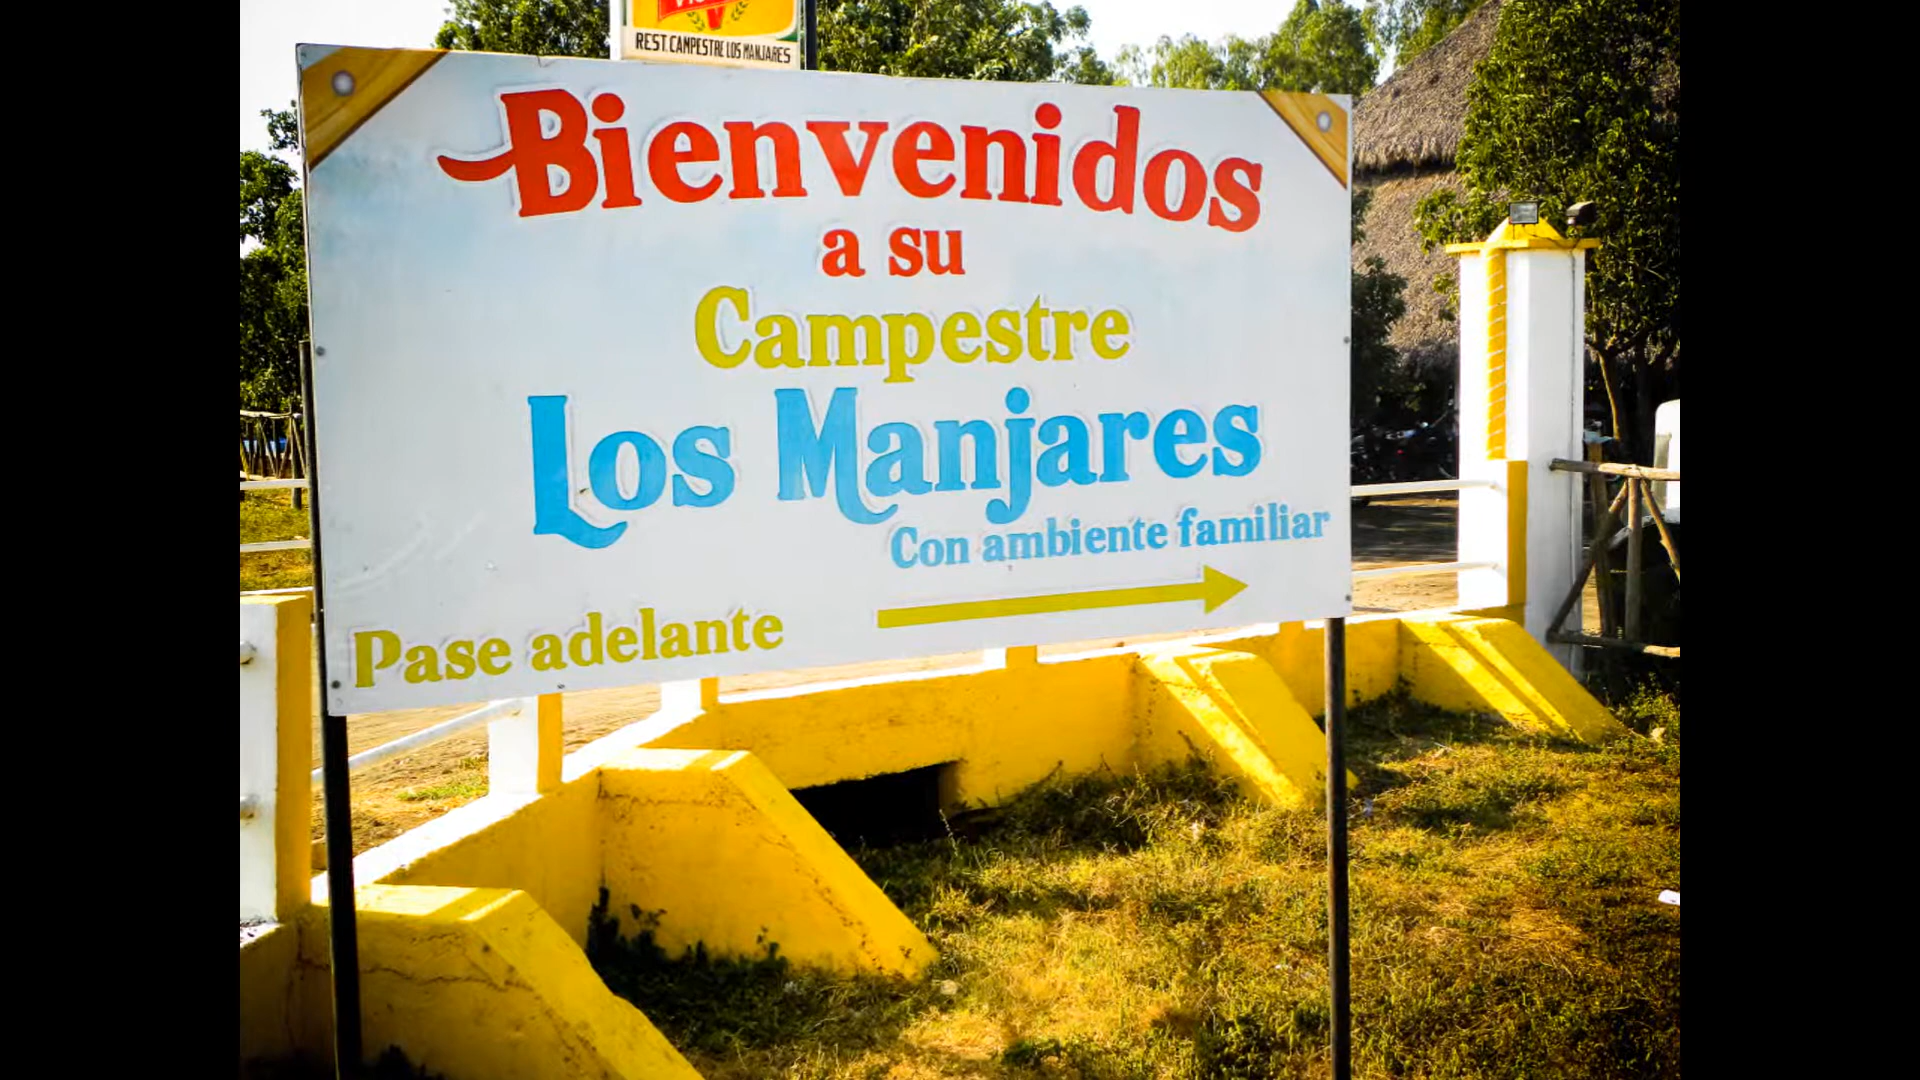 REST. CAMPESTRE LOS MANJARES
Bienvenidos
a su
Campestre
Los Manjares
Con ambiente familiar
Pase adelante